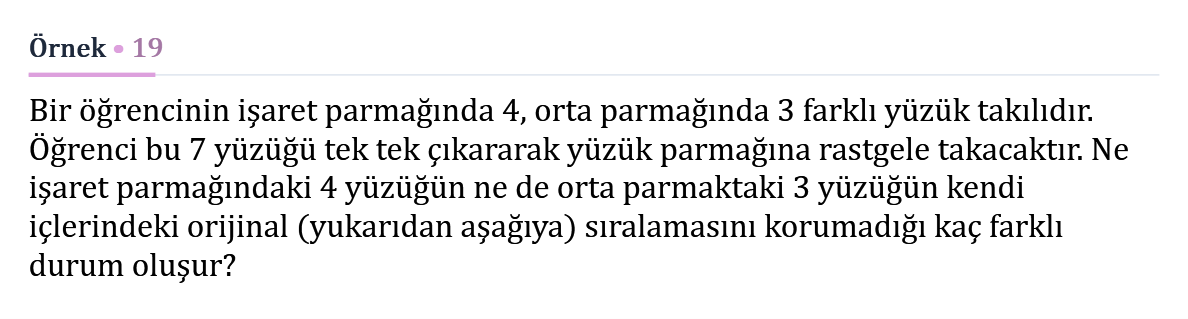 Örnek • 19
Bir öğrencinin işaret parmağında 4, orta parmağında 3 farklı yüzük takılıdır.
Öğrenci bu 7 yüzüğü tek tek çıkararak yüzük parmağına rastgele takacaktır. Ne
işaret parmağındaki 4 yüzüğün ne de orta parmaktaki 3 yüzüğün kendi
içlerindeki orijinal (yukarıdan aşağıya) sıralamasını korumadığı kaç farklı
durum oluşur?